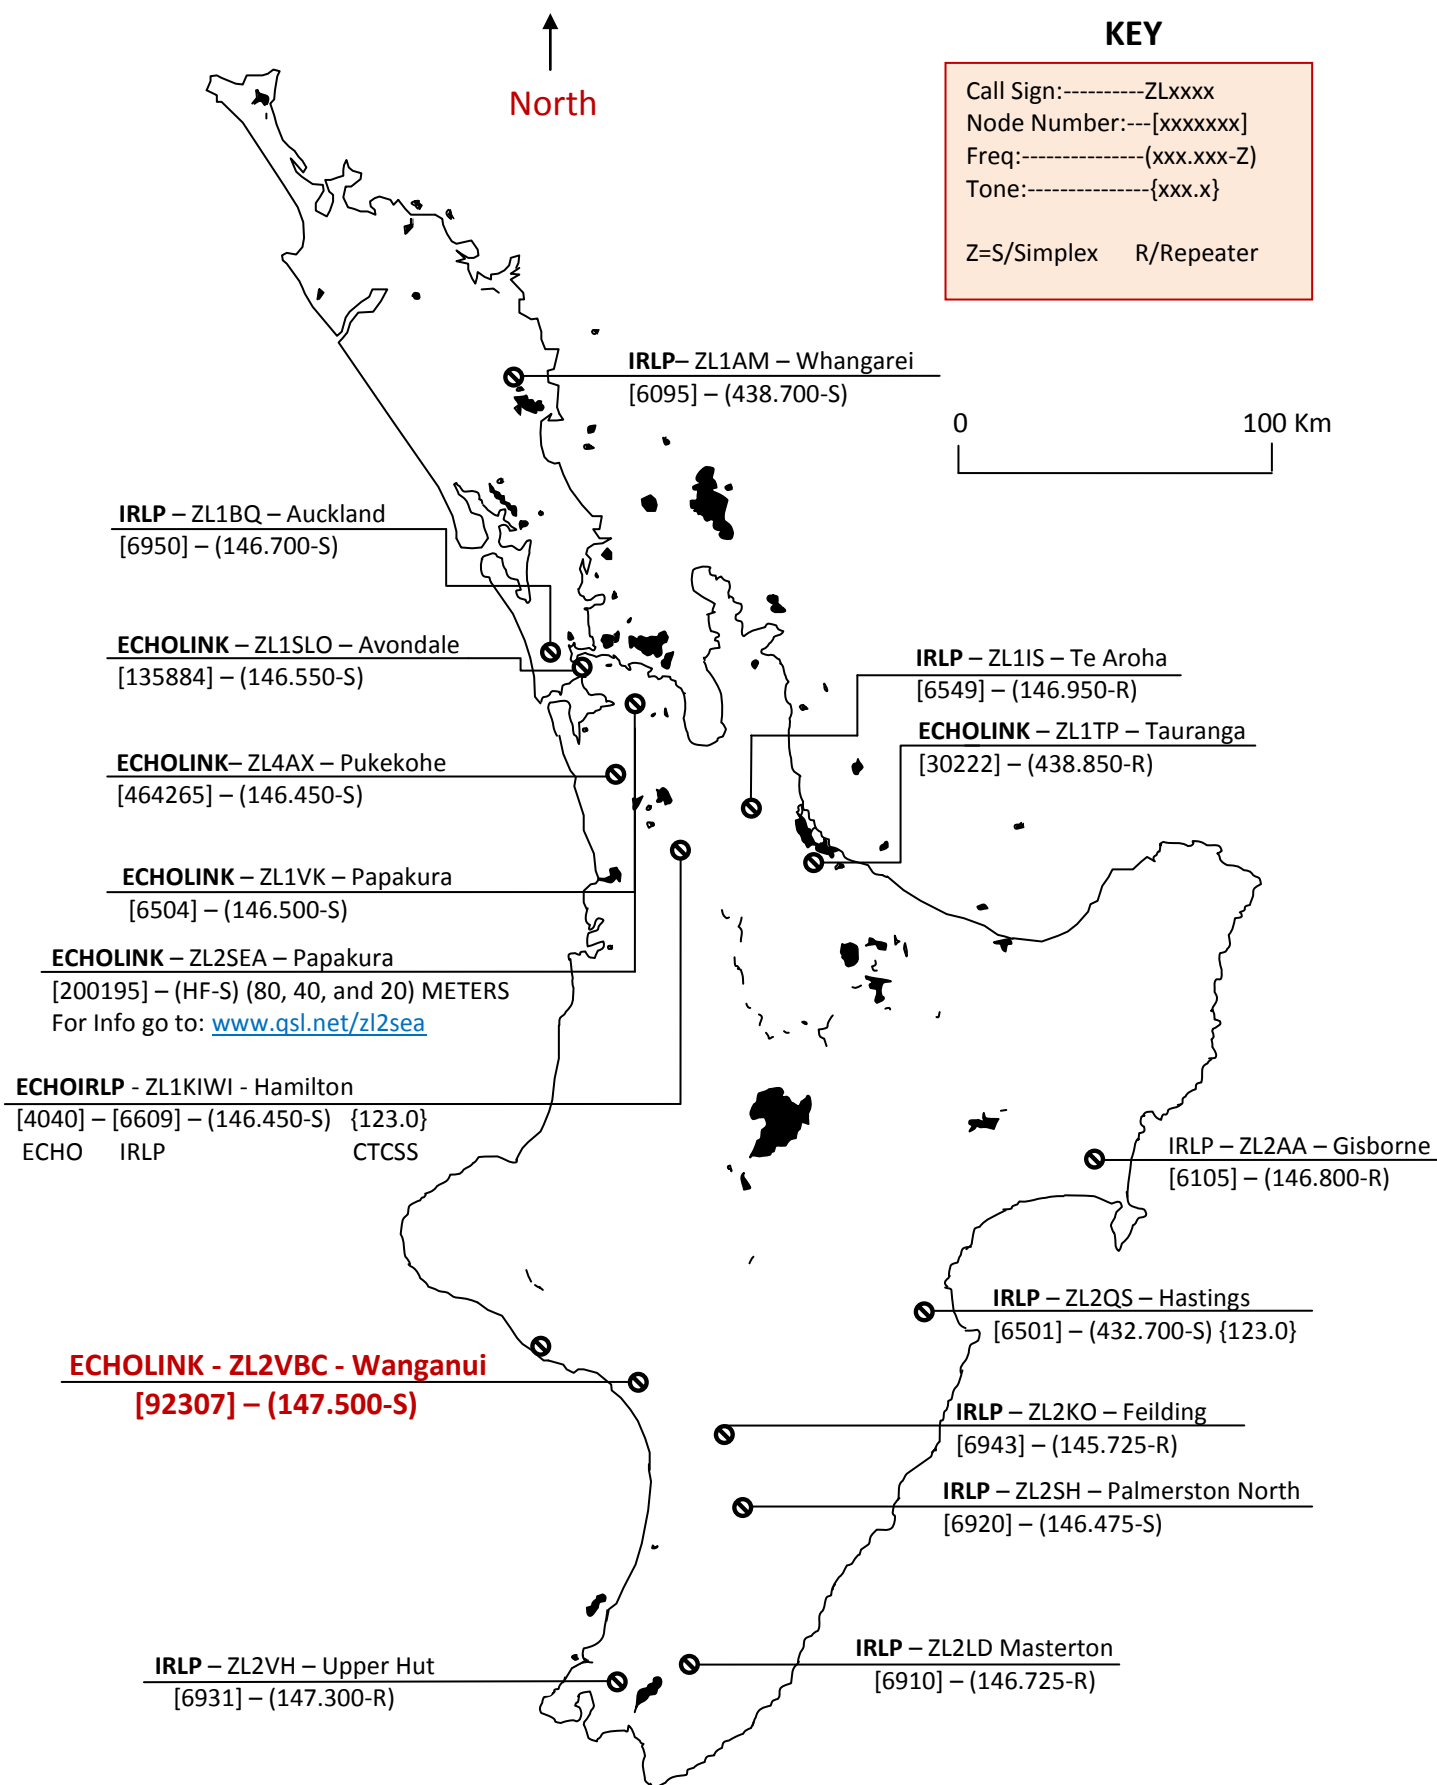 KEY
Call Sign:----------ZLxxxx
Node Number:---[xxxxxxx]
Freq:---------------(xxx.xxx-Z)
Tone:---------------{xxx.x}
Z=S/Simplex R/Repeater
North
IRLP– ZL1AM – Whangarei
[6095] – (438.700-S)
0 100 Km
IRLP – ZL1BQ – Auckland
[6950] – (146.700-S)
ECHOLINK – ZL1SLO – Avondale
[135884] – (146.550-S)
IRLP – ZL1IS – Te Aroha
[6549] – (146.950-R)
ECHOLINK – ZL1TP – Tauranga
[30222] – (438.850-R)
ECHOLINK– ZL4AX – Pukekohe
[464265] – (146.450-S)
ECHOLINK – ZL1VK – Papakura
[6504] – (146.500-S)
ECHOLINK – ZL2SEA – Papakura
[200195] – (HF-S) (80, 40, and 20) METERS
For Info go to: www.qsl.net/zl2sea
ECHOIRLP - ZL1KIWI - Hamilton
[4040] – [6609] – (146.450-S) {123.0}
ECHO IRLP CTCSS
IRLP – ZL2AA – Gisborne
[6105] – (146.800-R)
IRLP – ZL2QS – Hastings
[6501] – (432.700-S) {123.0}
ECHOLINK - ZL2VBC - Wanganui
[92307] – (147.500-S)
IRLP – ZL2KO – Feilding
[6943] – (145.725-R)
IRLP – ZL2SH – Palmerston North
[6920] – (146.475-S)
IRLP – ZL2VH – Upper Hut
[6931] – (147.300-R)
IRLP – ZL2LD Masterton
[6910] – (146.725-R)